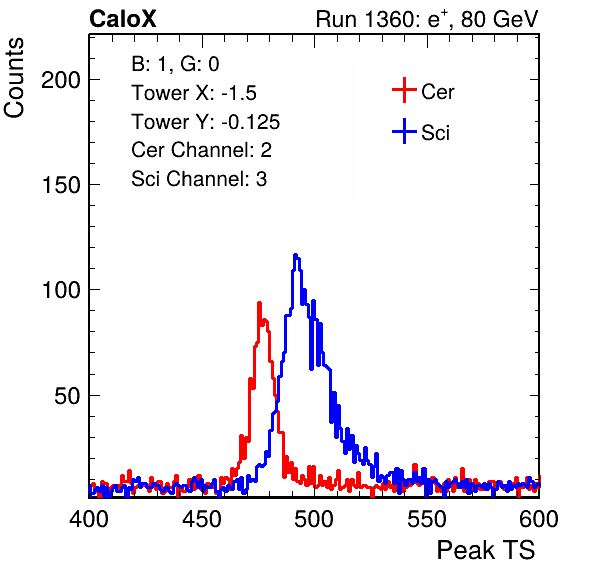 CaloX Run 1360: e+, 80 GeV
Counts
B: 1, G: 0
Tower X: -1.5
Tower Y: -0.125
Cer Channel: 2
Sci Channel: 3
Cer
Sci
200
150
100
50
400 450 500 550 600
Peak TS